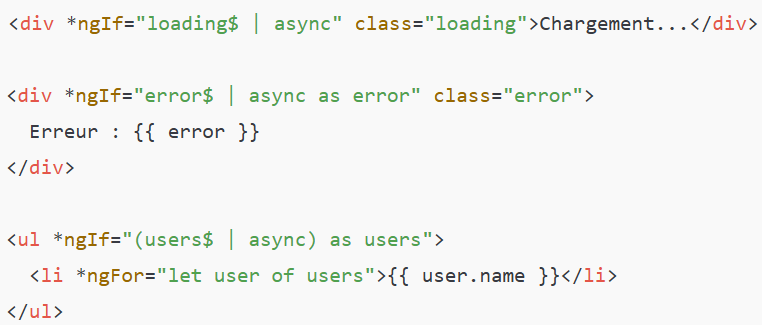 <div *ngIf="loading$ | async" class="loading">Chargement...</div>
<div *ngIf="error$ | async as error" class="error">
Erreur : {{ error }}
</div>
<ul *ngIf="(users$ | async) as users">
<li *ngFor="let user of users">{{ user.name }}</li>
</ul>